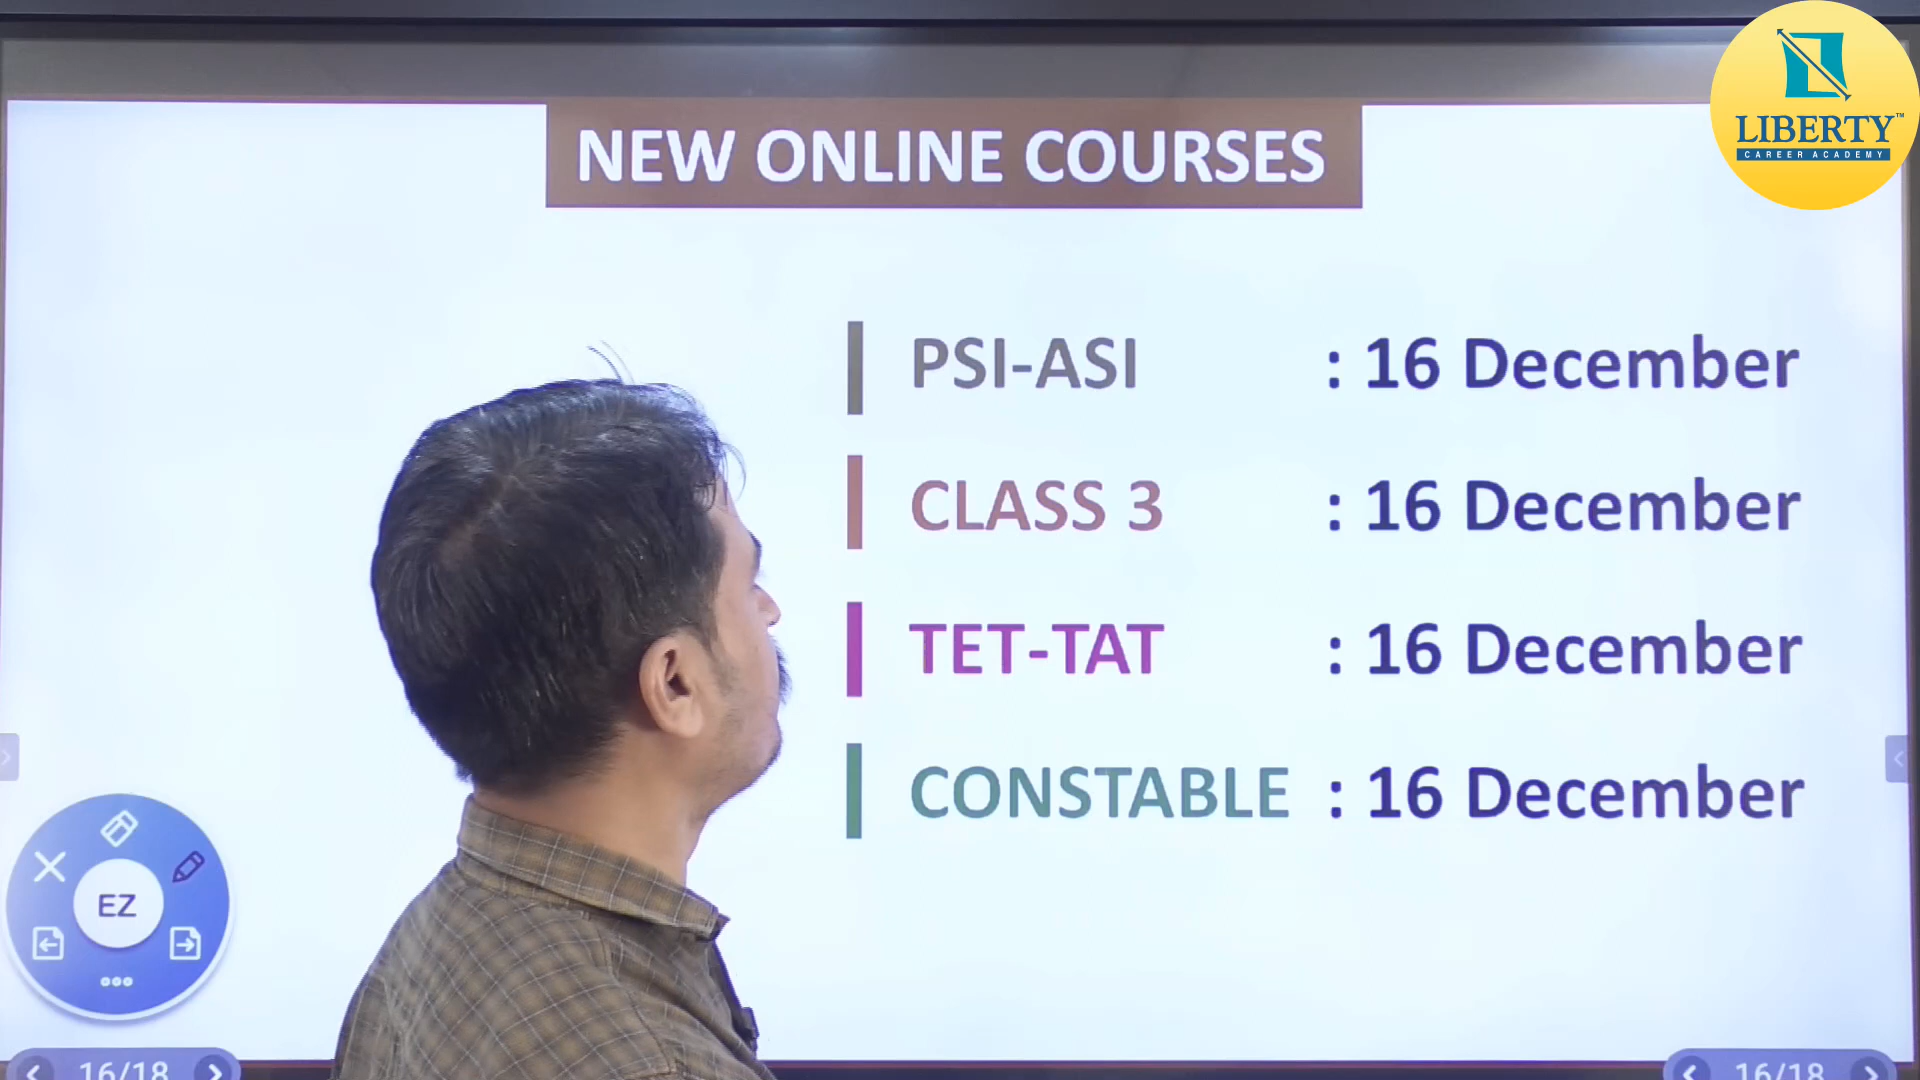 NEW ONLINE COURSES
LIBERTY™
CAREER ACADEMY
PSI-ASI : 16 December
CLASS 3 : 16 December
TET-TAT : 16 December
CONSTABLE : 16 December
EZ
16/18
16/18